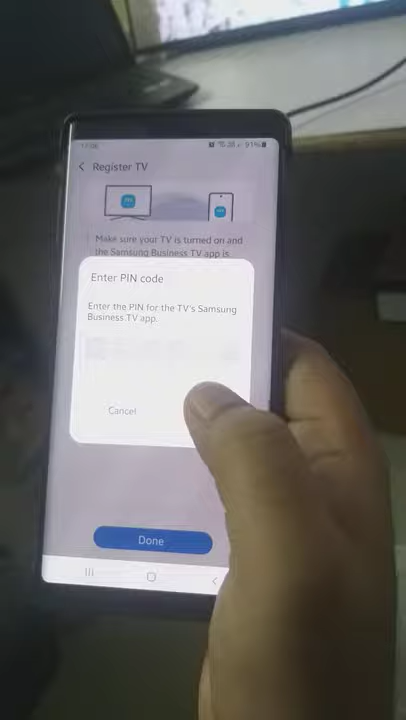 91%
Register TV
Make sure your TV is turned on and
the Samsung Business TV app is
Enter PIN code
Enter the PIN for the TV's Samsung
Business TV app.
Cancel
Done